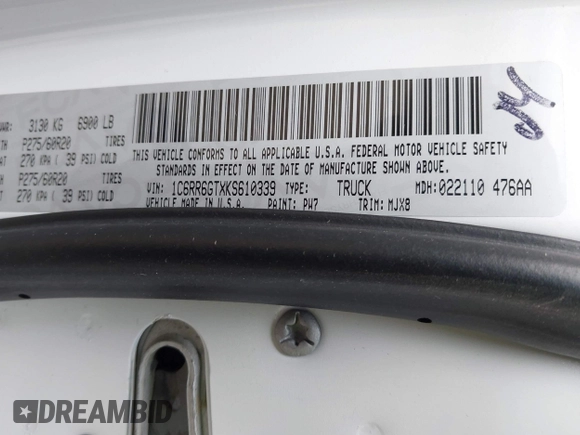 3130 KG 6900 LB
P275/60R20 TIRES
270 KPA ( 39 PSI) COLD
P275/60R20 TIRES
270 KPA ( 39 PSI) COLD
THIS VEHICLE CONFORMS TO ALL APPLICABLE U.S.A. FEDERAL MOTOR VEHICLE SAFETY
STANDARDS IN EFFECT ON THE DATE OF MANUFACTURE SHOWN ABOVE.
VIN: 1C6RR6GTXKS610339 TYPE: TRUCK MDH: 022110 476AA
VEHICLE MADE IN U.S.A. PAINT: PW7 TRIM: MJX8
DREAMBID